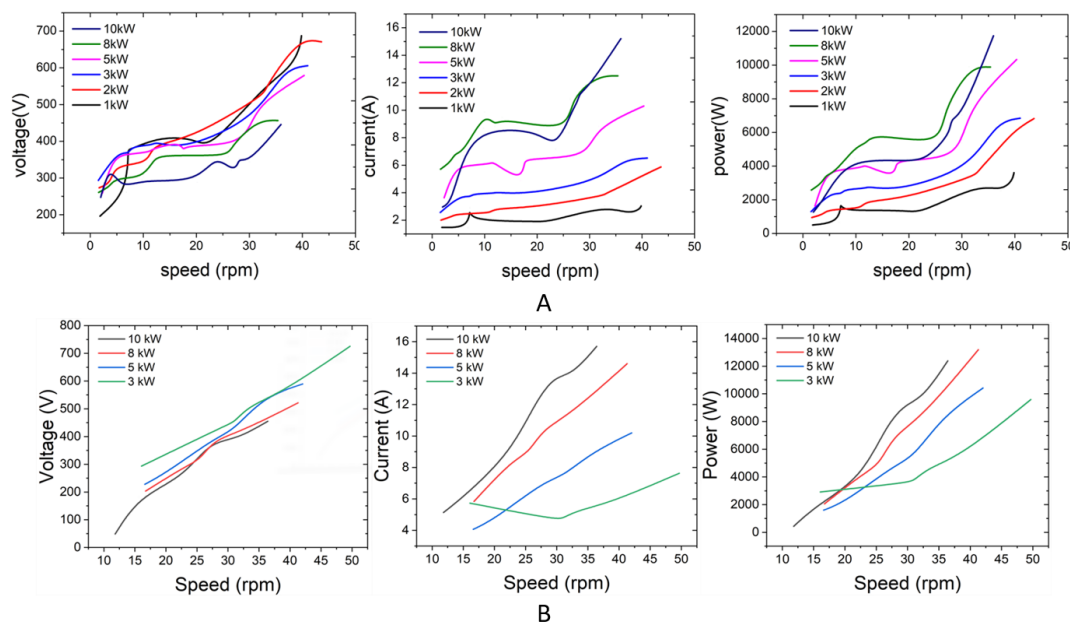 voltage(V)
700
600
500
400
300
200
10kW
8kW
5kW
3kW
2kW
1kW
0 10 20 30 40 50
speed (rpm)
current(A)
16
14
12
10
8
6
4
2
10kW
8kW
5kW
3kW
2kW
1kW
0 10 20 30 40 50
speed (rpm)
power(W)
12000
10000
8000
6000
4000
2000
0
10kW
8kW
5kW
3kW
2kW
1kW
0 10 20 30 40 50
speed (rpm)
A
Voltage (V)
800
700
600
500
400
300
200
100
0
10 kW
8 kW
5 kW
3 kW
10 15 20 25 30 35 40 45 50
Speed (rpm)
Current (A)
16
14
12
10
8
6
4
10 kW
8 kW
5 kW
3 kW
10 15 20 25 30 35 40 45 50
Speed (rpm)
Power (W)
14000
12000
10000
8000
6000
4000
2000
0
10 kW
8 kW
5 kW
3 kW
10 15 20 25 30 35 40 45 50
Speed (rpm)
B